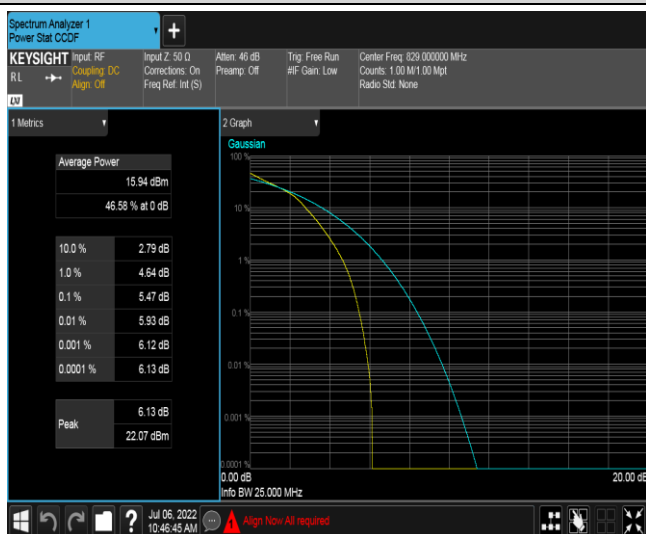 Spectrum Analyzer 1
Power Stat CCDF
+
KEYSIGHT
R L
LXI
Input: RF
Coupling: DC
Align: Off
Input Z: 50 Ω
Corrections: On
Freq Ref: Int (S)
Atten: 46 dB
Preamp: Off
Trig: Free Run
#IF Gain: Low
Center Freq: 829.000000 MHz
Counts: 1.00 M/1.00 Mpt
Radio Std: None
1 Metrics
Average Power
15.94 dBm
46.58 % at 0 dB
10.0 % 2.79 dB
1.0 % 4.64 dB
0.1 % 5.47 dB
0.01 % 5.93 dB
0.001 % 6.12 dB
0.0001 % 6.13 dB
Peak
6.13 dB
22.07 dBm
2 Graph
Gaussian
100 %
10 %
1 %
0.1 %
0.01 %
0.001 %
0.0001 %
0.00 dB
20.00 dB
Info BW 25.000 MHz
?
Jul 06, 2022
10:46:45 AM
Align Now All required